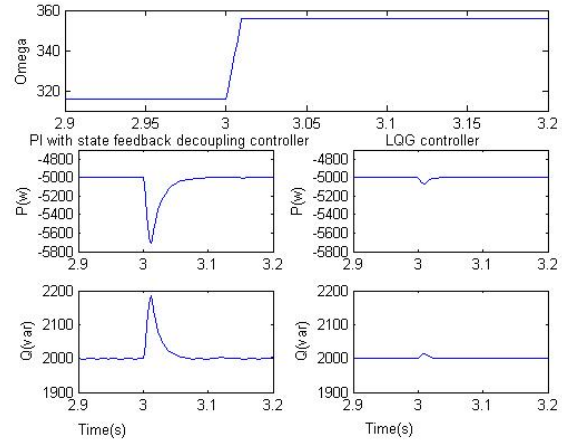 360
340
320
Omega
2.9 2.95 3 3.05 3.1 3.15 3.2
PI with state feedback decoupling controller
LQG controller
-4800
-5000
-5200
-5400
-5600
-5800
P(w)
2.9 3 3.1 3.2
-4800
-5000
-5200
-5400
-5600
-5800
P(w)
2.9 3 3.1 3.2
2200
2100
2000
1900
Q(var)
2.9 3 3.1 3.2
Time(s)
2200
2100
2000
1900
Q(var)
2.9 3 3.1 3.2
Time(s)